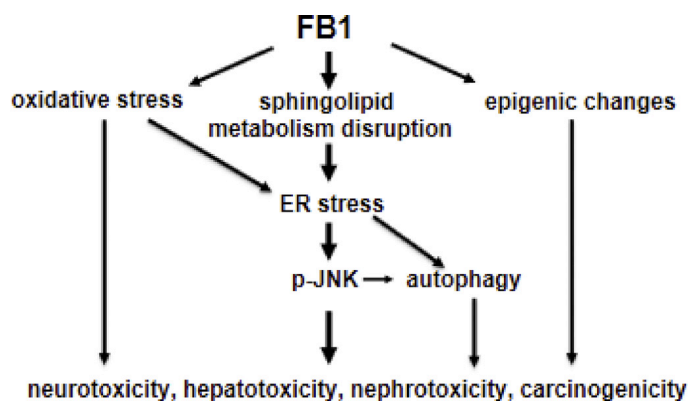 FB1
oxidative stress
sphingolipid
metabolism disruption
epigenic changes
ER stress
p-JNK
autophagy
neurotoxicity, hepatotoxicity, nephrotoxicity, carcinogenicity